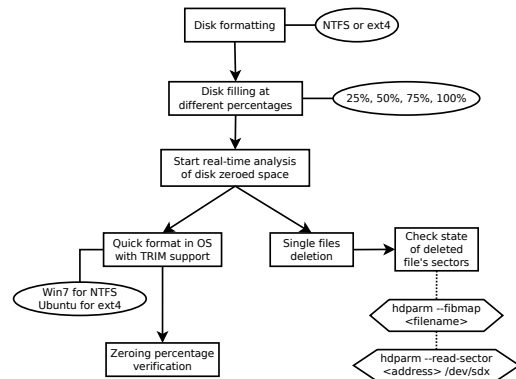 Disk formatting
NTFS or ext4
Disk filling at
different percentages
25%, 50%, 75%, 100%
Start real-time analysis
of disk zeroed space
Quick format in OS
with TRIM support
Single files
deletion
Check state
of deleted
file's sectors
Win7 for NTFS
Ubuntu for ext4
hdparm --fibmap
<filename>
Zeroing percentage
verification
hdparm --read-sector
<address> /dev/sdx